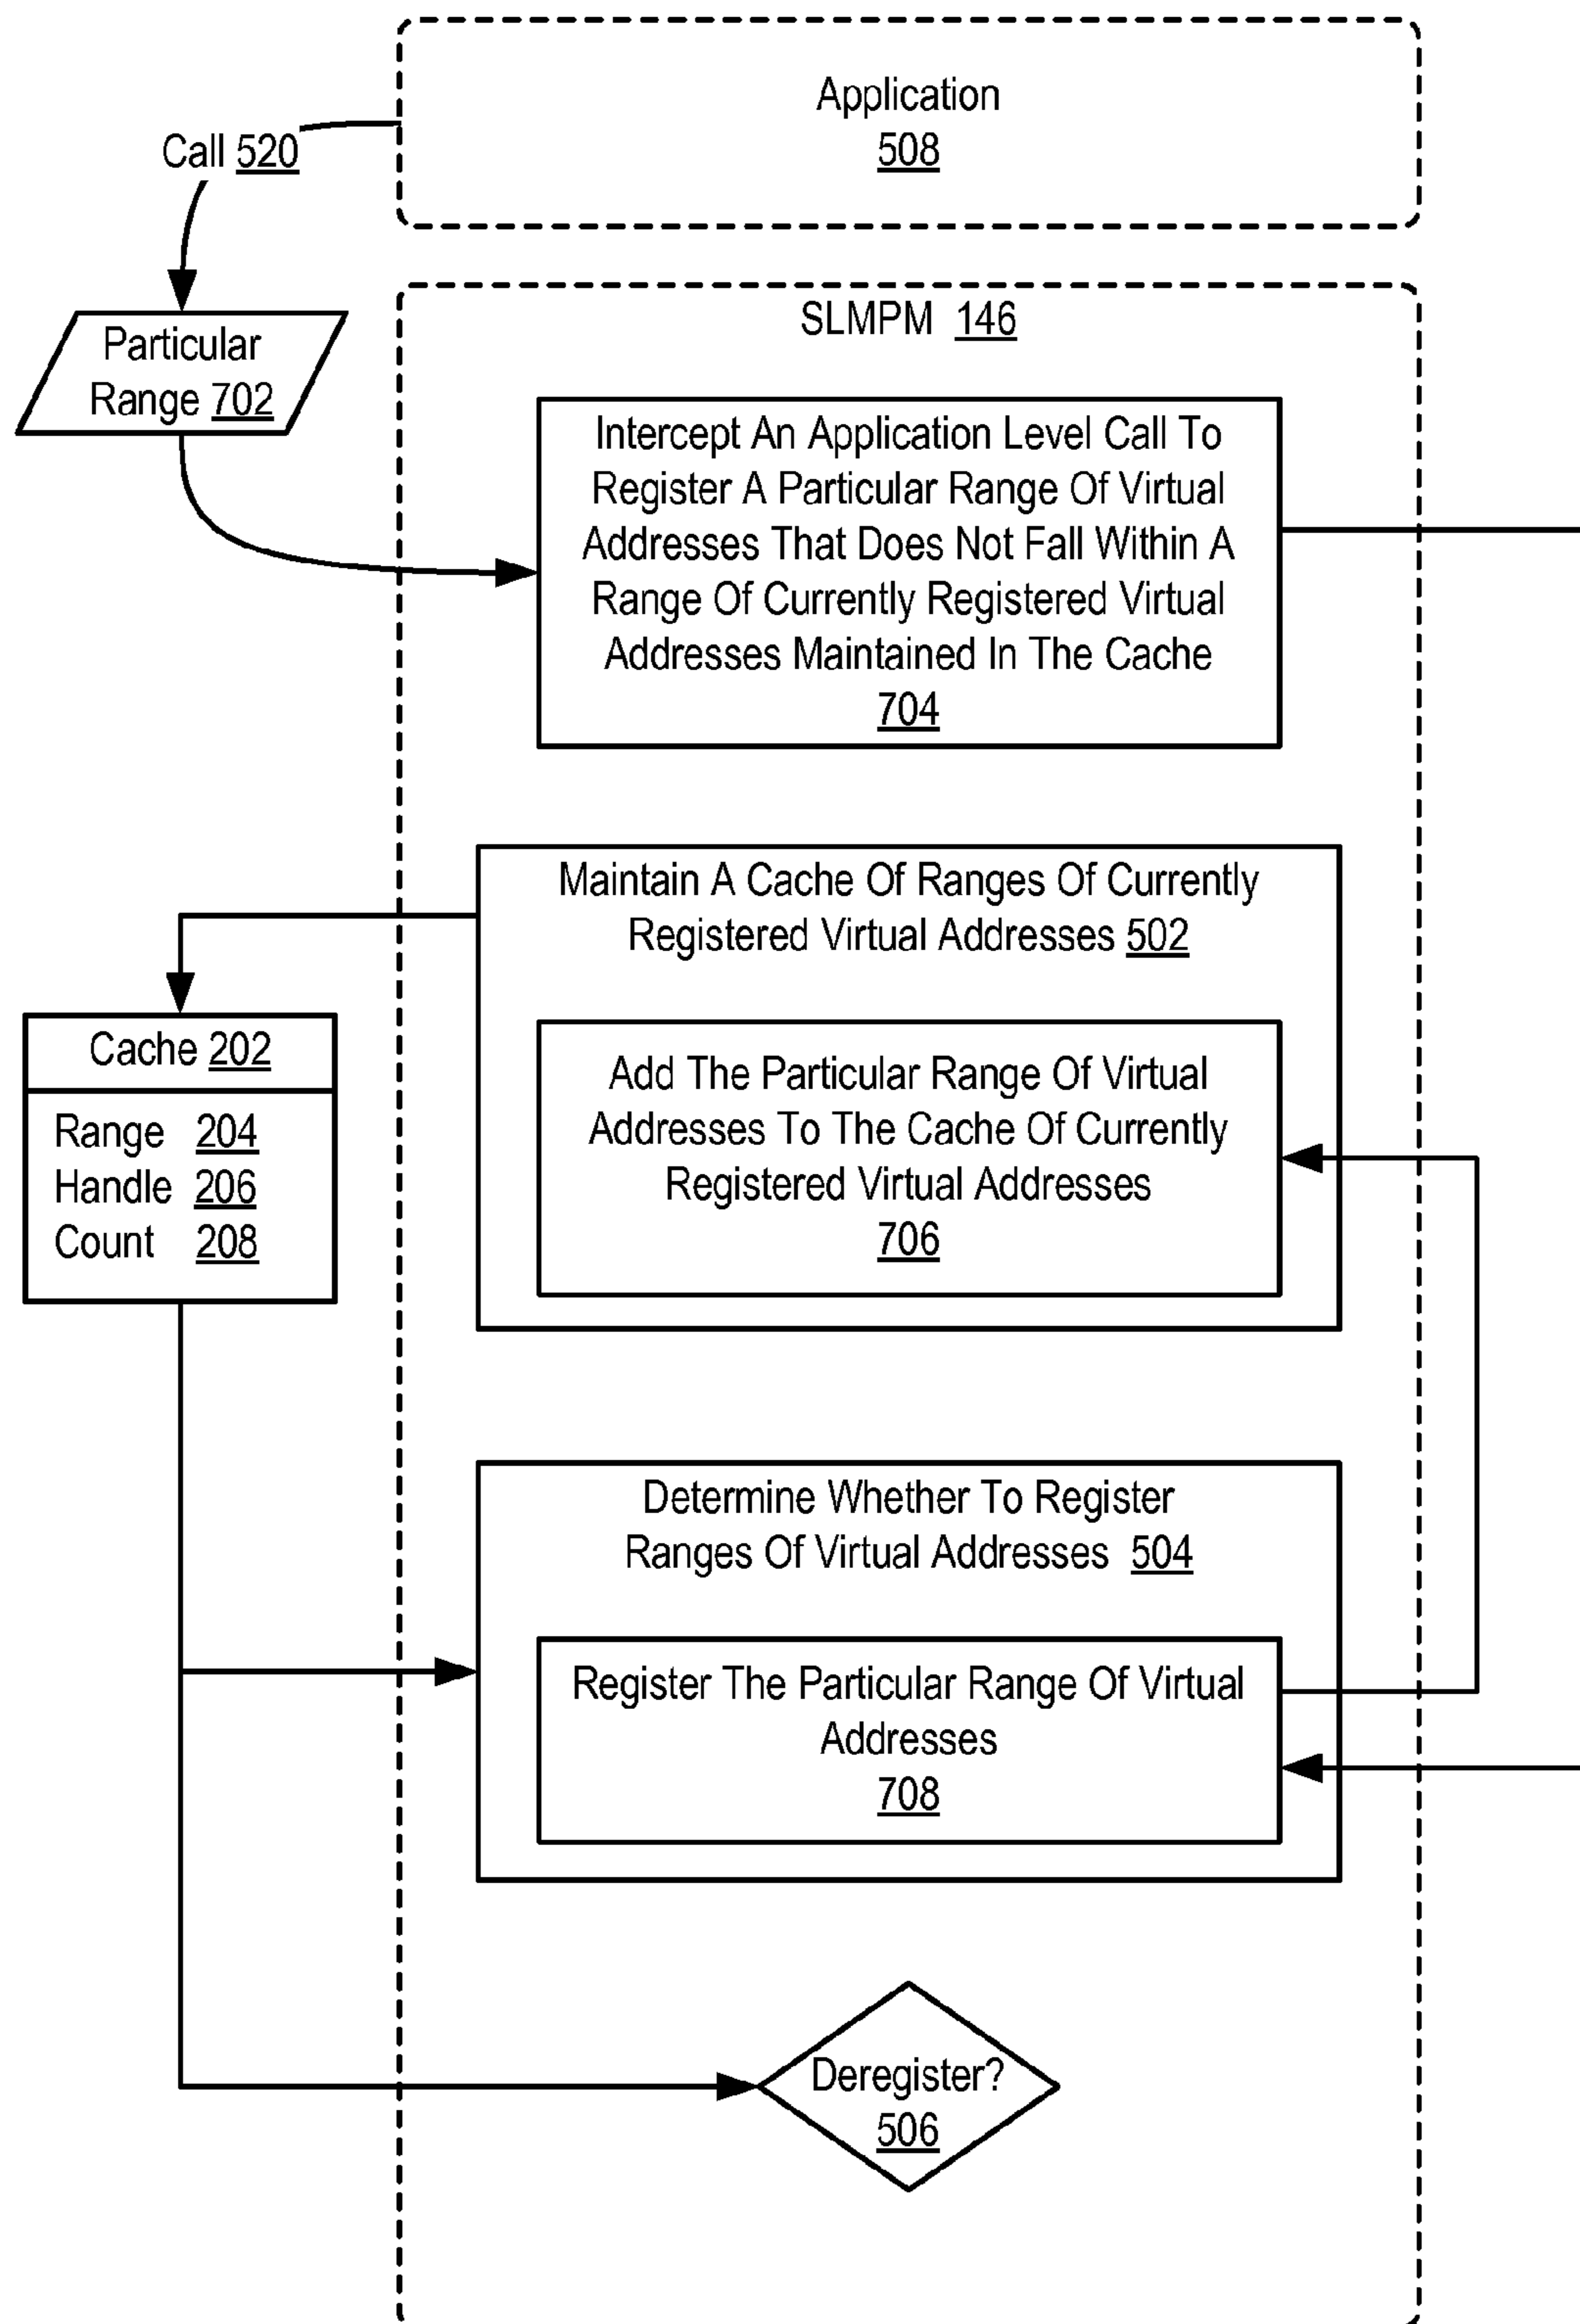 Application
508
Call 520
SLMPM 146
Particular
Range 702
Intercept An Application Level Call To
Register A Particular Range Of Virtual
Addresses That Does Not Fall Within A
Range Of Currently Registered Virtual
Addresses Maintained In The Cache
704
Maintain A Cache Of Ranges Of Currently
Registered Virtual Addresses 502
Cache 202
Range 204
Handle 206
Count 208
Add The Particular Range Of Virtual
Addresses To The Cache Of Currently
Registered Virtual Addresses
706
Determine Whether To Register
Ranges Of Virtual Addresses 504
Register The Particular Range Of Virtual
Addresses
708
Deregister?
506